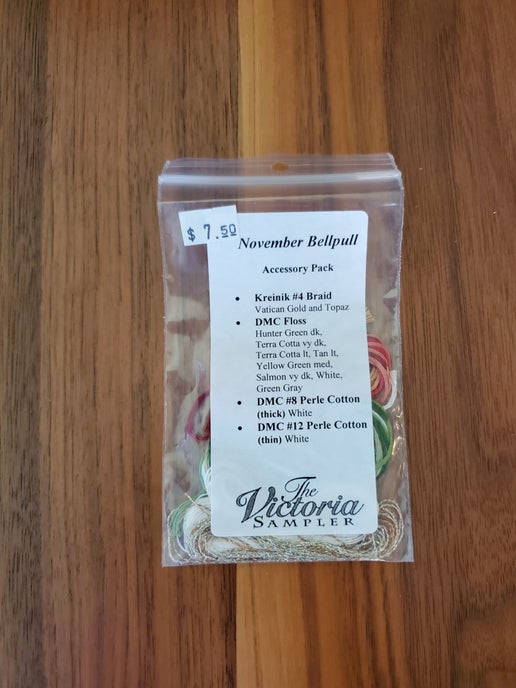 $ 7.50
November Bellpull
Accessory Pack
• Kreinik #4 Braid
Vatican Gold and Topaz
• DMC Floss
Hunter Green dk,
Terra Cotta vy dk,
Terra Cotta lt, Tan lt,
Yellow Green med,
Salmon vy dk, White,
Green Gray
• DMC #8 Perle Cotton
(thick) White
• DMC #12 Perle Cotton
(thin) White
The
Victoria
SAMPLER